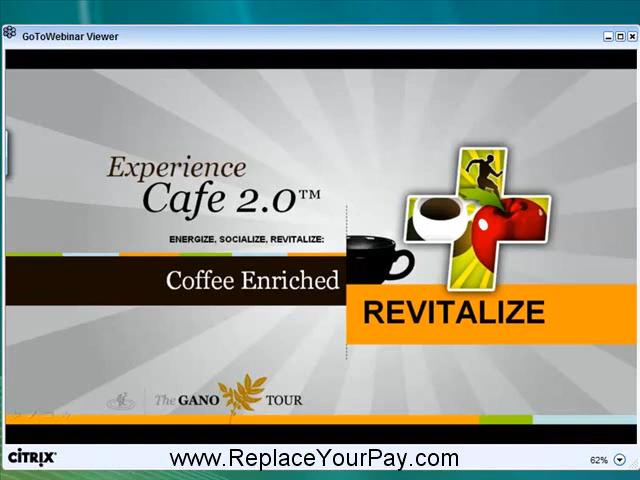 GoToWebinar Viewer
Experience
Cafe 2.0™
ENERGIZE, SOCIALIZE, REVITALIZE:
Coffee Enriched
REVITALIZE
The GANO TOUR
CITRIX®
www.ReplaceYourPay.com
62%